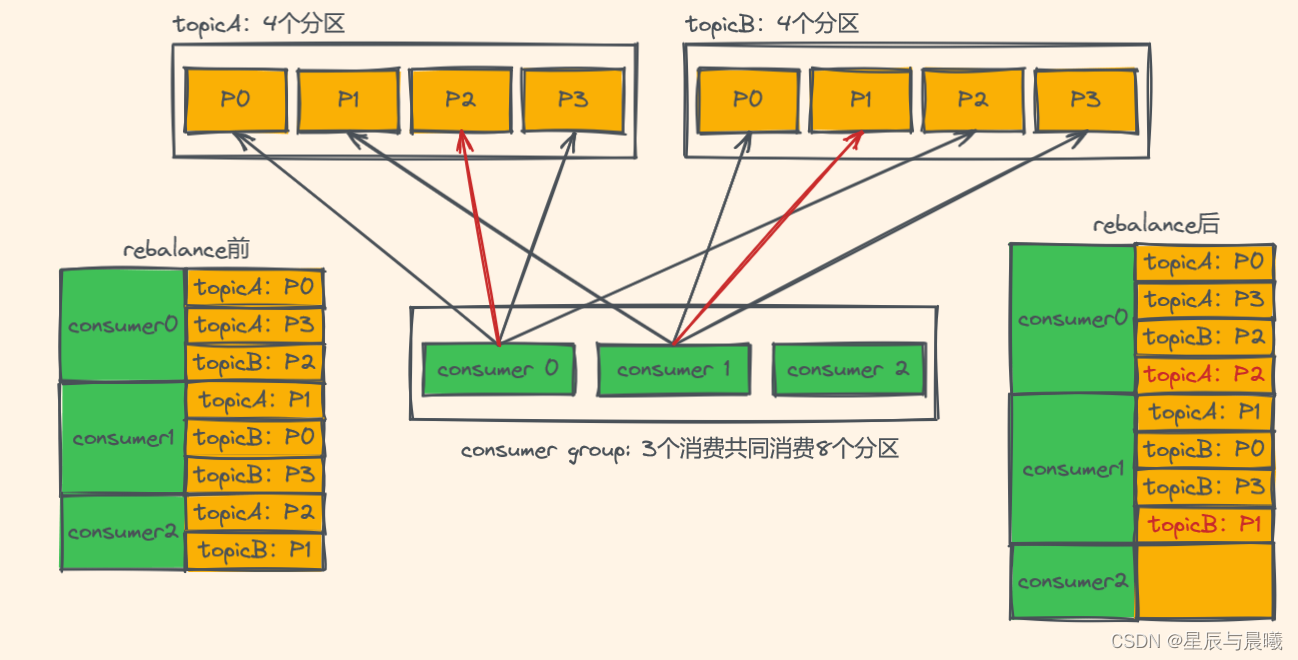 topicA: 4个分区
P0
P1
P2
P3
topicB: 4个分区
P0
P1
P2
P3
rebalance前
consumer0
topicA: P0
topicA: P3
topicB: P2
consumer1
topicA: P1
topicB: P0
topicB: P3
consumer2
topicA: P2
topicB: P1
consumer 0
consumer 1
consumer 2
consumer group: 3个消费共同消费8个分区
rebalance后
consumer0
topicA: P0
topicA: P3
topicB: P2
topicA: P2
consumer1
topicA: P1
topicB: P0
topicB: P3
topicB: P1
consumer2
CSDN @星辰与晨曦